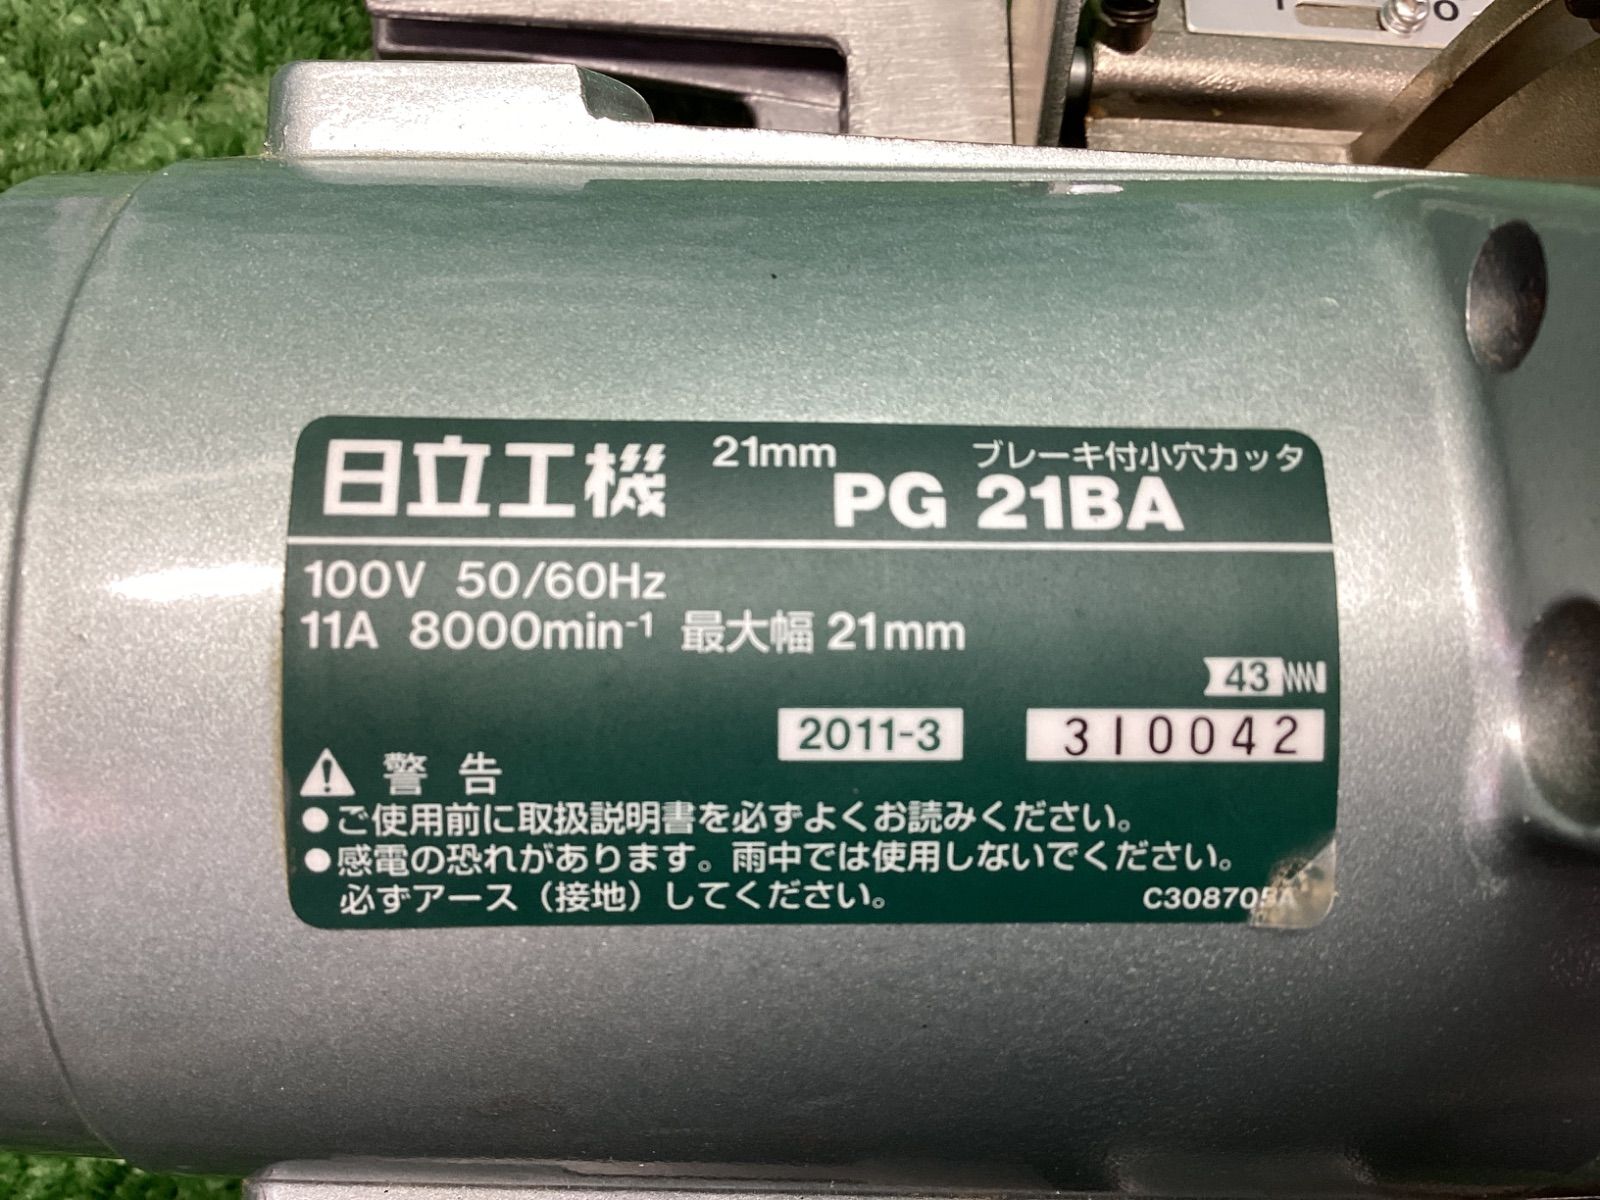 1 0
21mm ブレーキ付小穴カッタ
日立工機 PG 21BA
100V 50/60Hz
11A 8000min-1 最大幅 21mm
43
2011-3 310042
警 告
●ご使用前に取扱説明書を必ずよくお読みください。
●感電の恐れがあります。雨中では使用しないでください。
必ずアース（接地）してください。